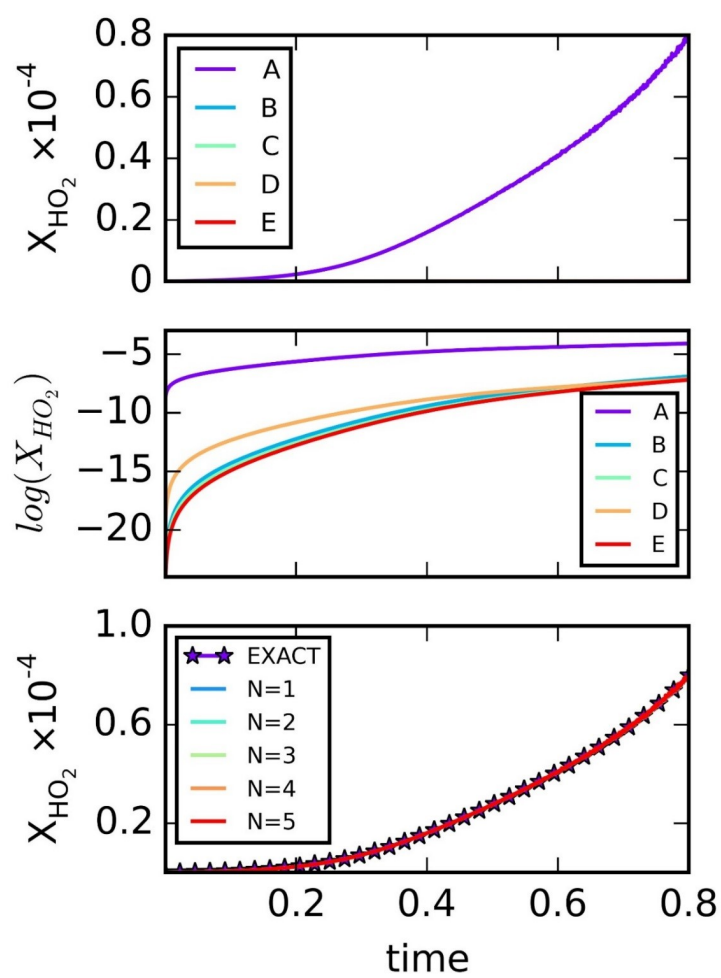 0.8
0.6
0.4
0.2
0
X_HO₂ ×10⁻⁴
A
B
C
D
E
−5
−10
−15
−20
log(X_HO₂)
A
B
C
D
E
1.0
0.6
0.2
X_HO₂ ×10⁻⁴
EXACT
N=1
N=2
N=3
N=4
N=5
0.2 0.4 0.6 0.8
time